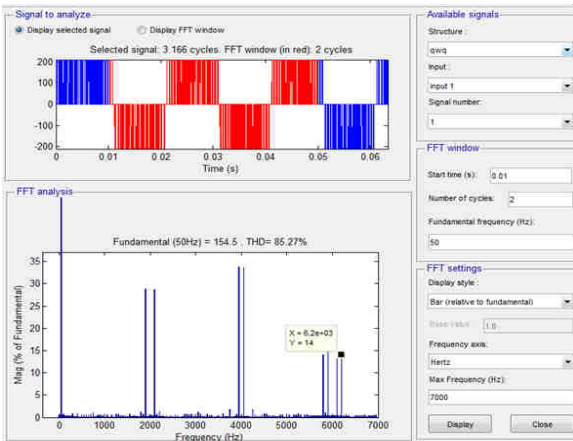 Signal to analyze
Display selected signal
Display FFT window
Selected signal: 3.166 cycles. FFT window (in red): 2 cycles
200
100
0
-100
-200
0
0.01
0.02
0.03
0.04
0.05
0.06
Time (s)
FFT analysis
Fundamental (50Hz) = 154.5 , THD= 85.27%
35
30
25
20
15
10
5
0
Mag (% of Fundamental)
X = 6.2e+03
Y = 14
0
1000
2000
3000
4000
5000
6000
7000
Frequency (Hz)
Available signals
Structure :
qwq
Input :
input 1
Signal number:
1
FFT window
Start time (s):
0.01
Number of cycles:
2
Fundamental frequency (Hz):
50
FFT settings
Display style :
Bar (relative to fundamental)
Base value
1.0
Frequency axis:
Hertz
Max Frequency (Hz):
7000
Display
Close